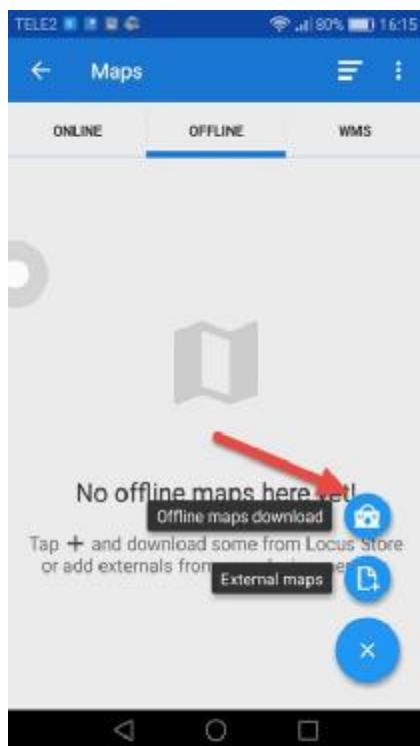 TELE2 80% 16:15
Maps
ONLINE OFFLINE WMS
No offline maps here yet!
Offline maps download
Tap + and download some from Locus Store
or add externals from
External maps